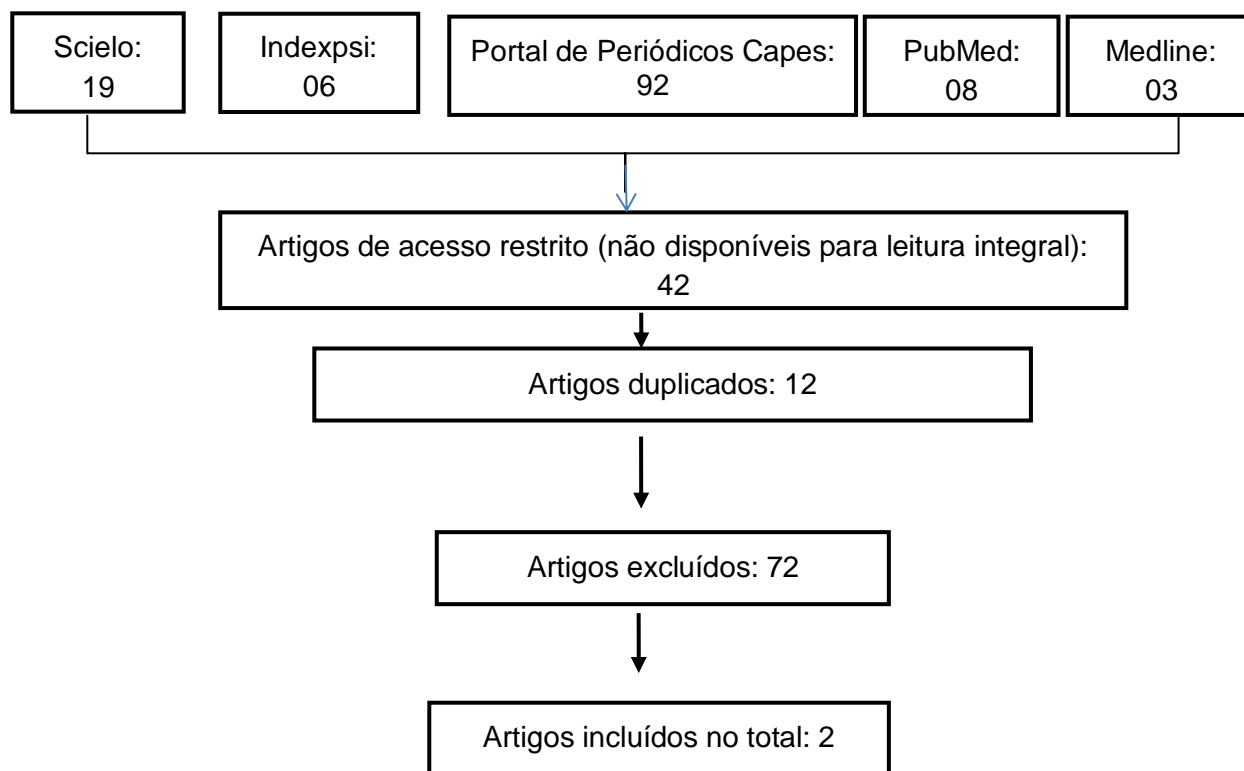 Scielo:
19
Indexpsi:
06
Portal de Periódicos Capes:
92
PubMed:
08
Medline:
03
Artigos de acesso restrito (não disponíveis para leitura integral):
42
Artigos duplicados: 12
Artigos excluídos: 72
Artigos incluídos no total: 2